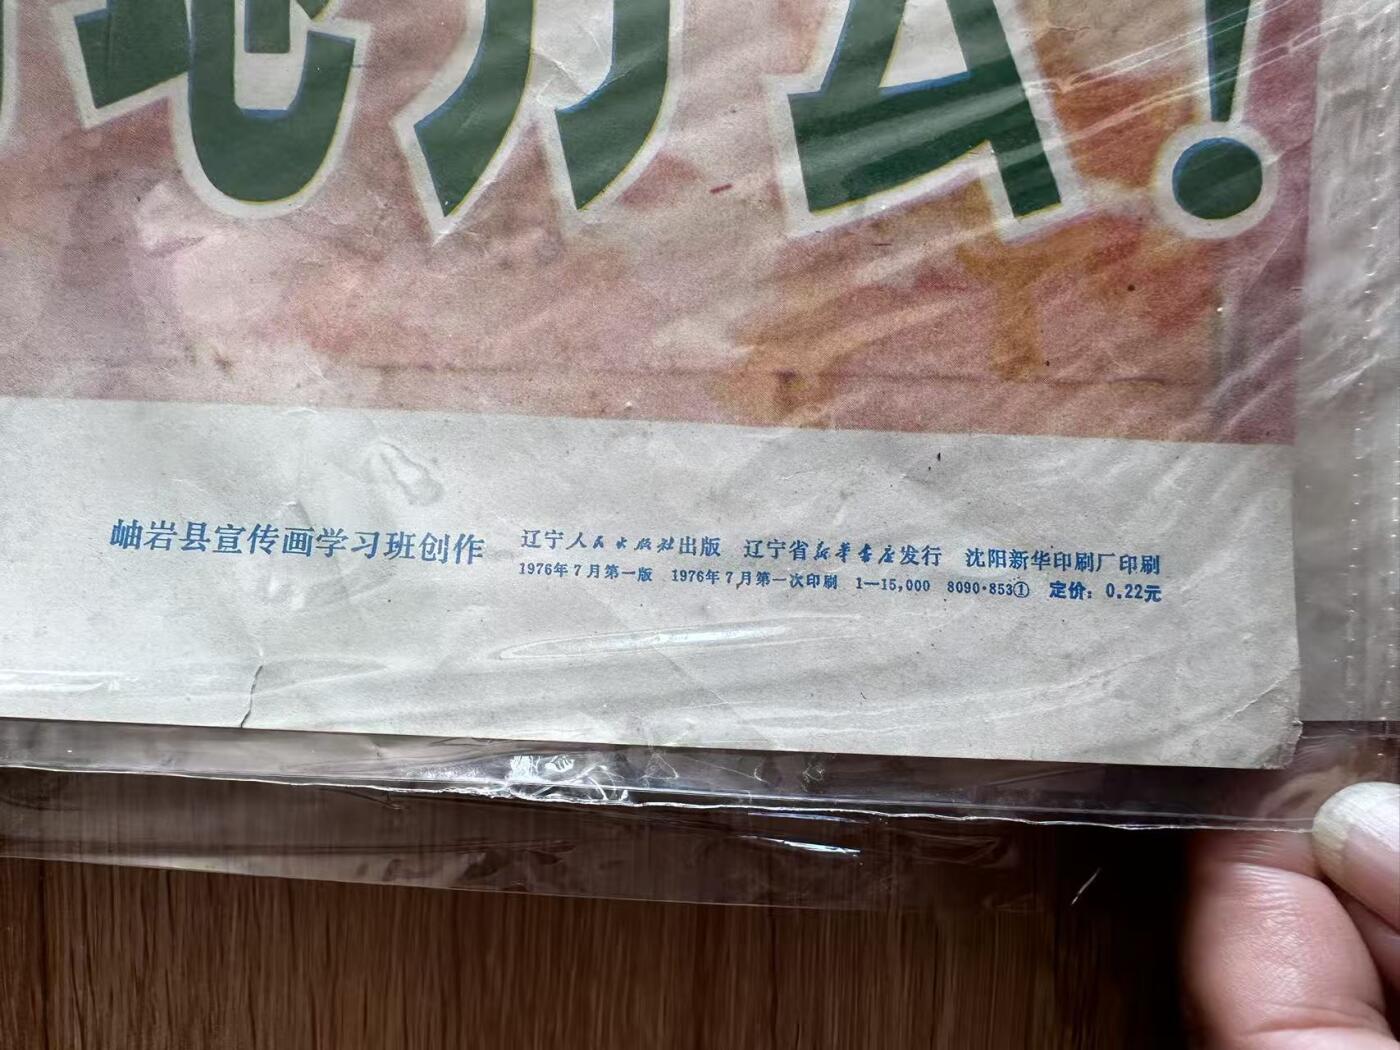 力
!
岫岩县宣传画学习班创作
辽宁人民出版社出版 辽宁省新华书店发行 沈阳新华印刷厂印刷
1976年7月第一版 1976年7月第一次印刷 1—15,000 8090·853① 定价：0.22元